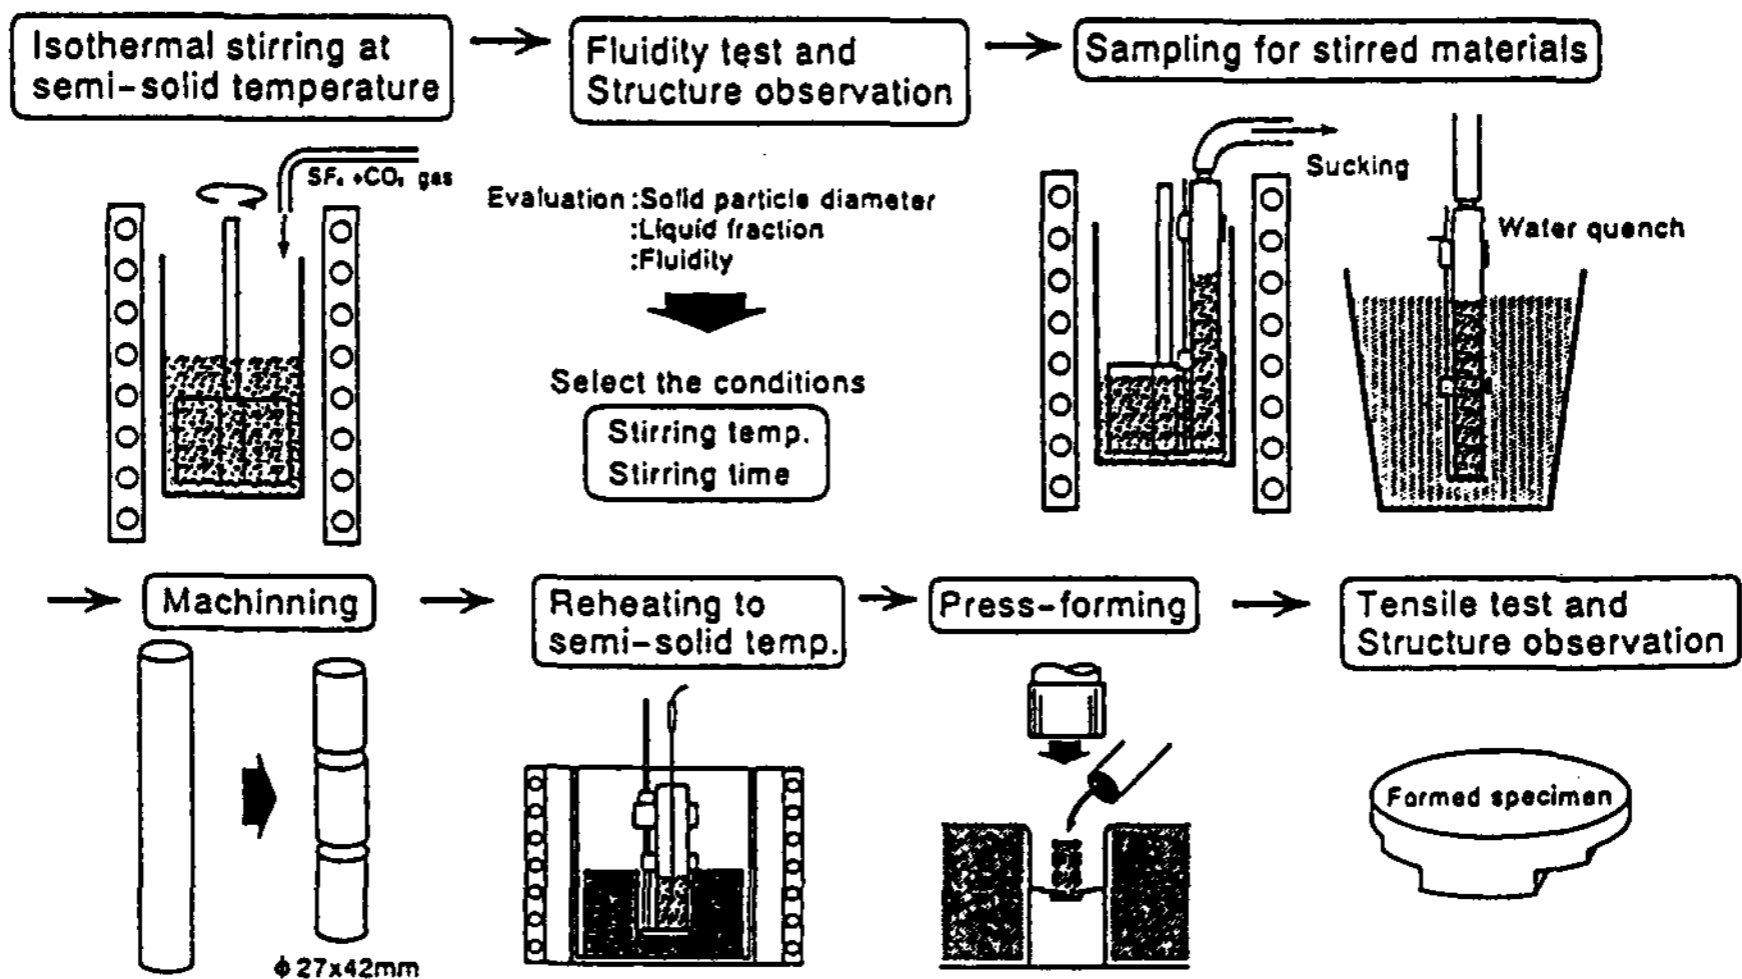 Isothermal stirring at
semi-solid temperature
Fluidity test and
Structure observation
Sampling for stirred materials
SF₆ +CO₂ gas
Evaluation :Solid particle diameter
:Liquid fraction
:Fluidity
Select the conditions
Stirring temp.
Stirring time
Sucking
Water quench
Machinning
Reheating to
semi-solid temp.
Press-forming
Tensile test and
Structure observation
ϕ27x42mm
Formed specimen